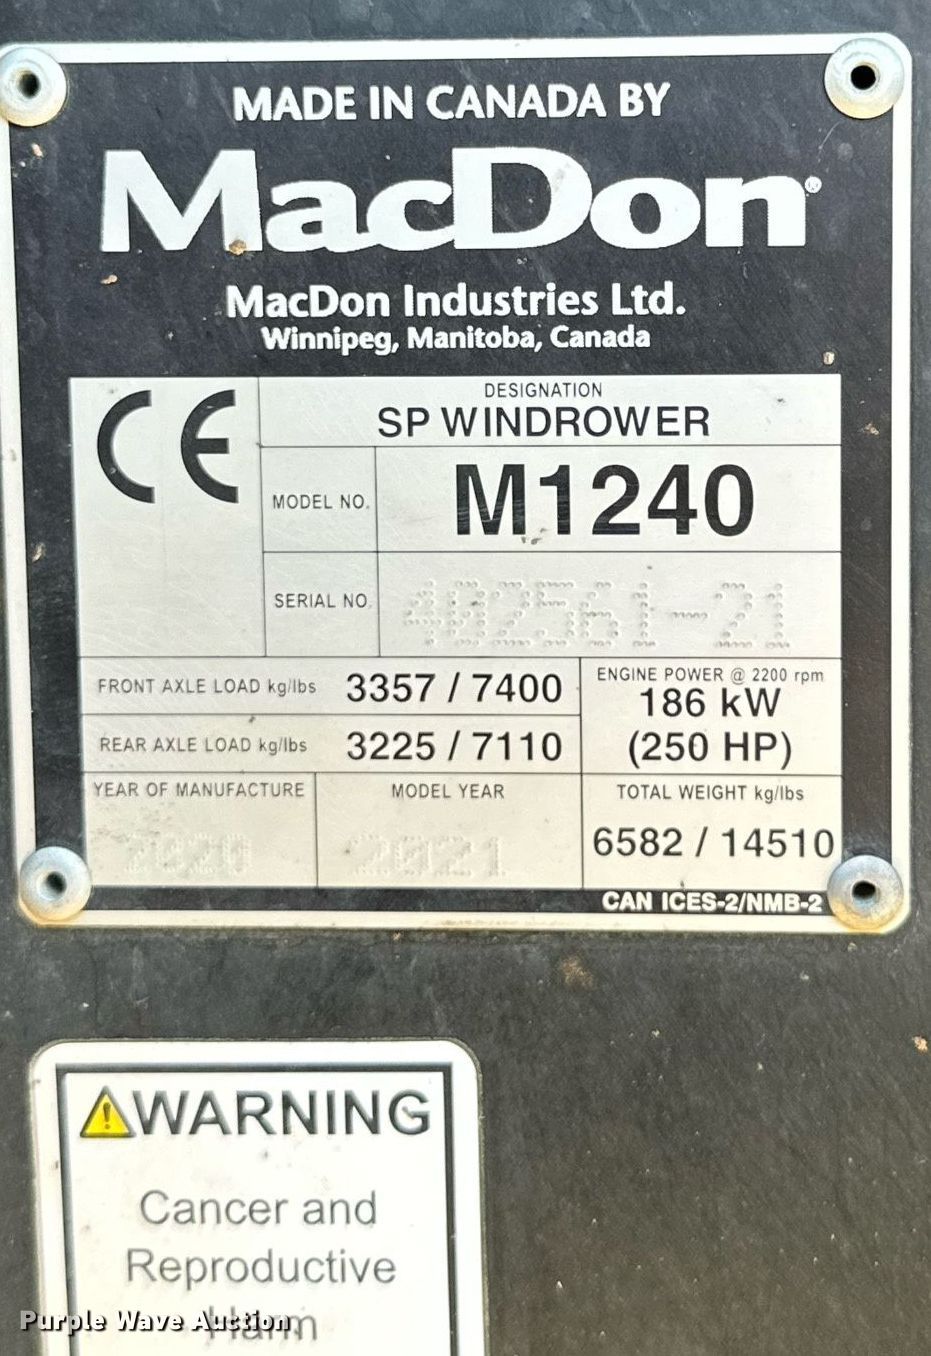 MADE IN CANADA BY
MacDon®
MacDon Industries Ltd.
Winnipeg, Manitoba, Canada
CE
DESIGNATION
SP WINDROWER
MODEL NO. M1240
SERIAL NO. 402561-21
FRONT AXLE LOAD kg/lbs 3357 / 7400
REAR AXLE LOAD kg/lbs 3225 / 7110
ENGINE POWER @ 2200 rpm
186 kW
(250 HP)
YEAR OF MANUFACTURE
2020
MODEL YEAR
2021
TOTAL WEIGHT kg/lbs
6582 / 14510
CAN ICES-2/NMB-2
WARNING
Cancer and
Reproductive
Harm
Purple Wave Auction